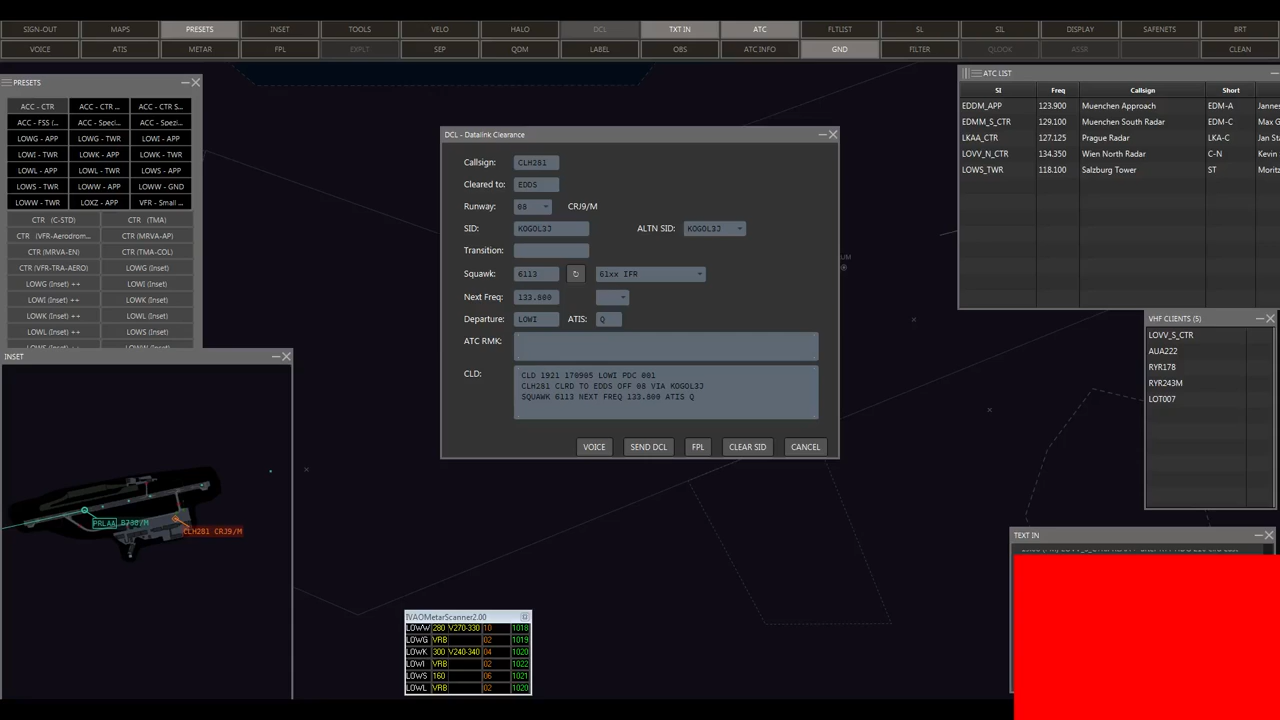 SIGN-OUT MAPS PRESETS INSET TOOLS VELO HALO DCL TXT IN ATC FLTLIST SL SIL DISPLAY SAFENETS BRT
VOICE ATIS METAR FPL EXPLT SEP QDM LABEL OBS ATC INFO GND FILTER QLOOK ASSR CLEAN
PRESETS
ACC - CTR ACC - CTR ... ACC - CTR S...
ACC - FSS (... ACC - Speci... ACC - Spezi...
LOWG - APP LOWG - TWR LOWI - APP
LOWI - TWR LOWK - APP LOWK - TWR
LOWL - APP LOWL - TWR LOWS - APP
LOWS - TWR LOWW - APP LOWW - GND
LOWW - TWR LOXZ - APP VFR - Small ...
CTR (C-STD) CTR (TMA)
CTR (VFR-Aerodrom... CTR (MRVA-AP)
CTR (MRVA-EN) CTR (TMA-COL)
CTR (VFR-TRA-AERO) LOWG (Inset)
LOWG (Inset) ++ LOWI (Inset)
LOWI (Inset) ++ LOWK (Inset)
LOWK (Inset) ++ LOWL (Inset)
LOWL (Inset) ++ LOWS (Inset)
INSET
PRLAA B738/M
CLH281 CRJ9/M
DCL - Datalink Clearance
Callsign: CLH281
Cleared to: EDDS
Runway: 08 CRJ9/M
SID: KOGOL3J ALTN SID: KOGOL3J
Transition:
Squawk: 6113 61xx IFR
Next Freq: 133.800
Departure: LOWI ATIS: Q
ATC RMK:
CLD: CLD 1921 170905 LOWI PDC 001
CLH281 CLRD TO EDDS OFF 08 VIA KOGOL3J
SQUAWK 6113 NEXT FREQ 133.800 ATIS Q
VOICE SEND DCL FPL CLEAR SID CANCEL
UM
IVAOMetarScanner2.00
LOWW 280 V270-330 10 1018
LOWG VRB 02 1019
LOWK 300 V240-340 04 1020
LOWI VRB 02 1022
LOWS 160 06 1021
LOWL VRB 02 1020
ATC LIST
SI Freq Callsign Short
EDDM_APP 123.900 Muenchen Approach EDM-A Jannes
EDMM_S_CTR 120.775 Muenchen South Radar EDM-C Max G
LKAA_CTR 127.125 Prague Radar LKA-C Jan St
LOVV_N_CTR 134.350 Wien North Radar C-N Kevin
LOWS_TWR 118.100 Salzburg Tower ST Moritz
VHF CLIENTS (5)
LOVV_S_CTR
AUA222
RYR178
RYR243M
LOT007
TEXT IN